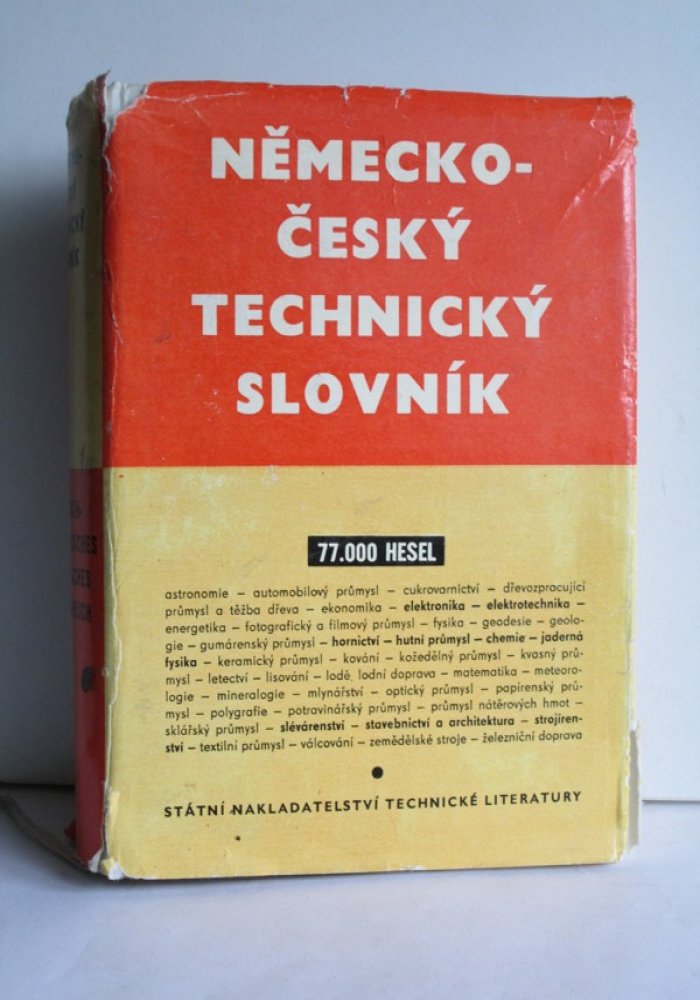 NĚMECKO-
ČESKÝ
TECHNICKÝ
SLOVNÍK
77.000 HESEL
astronomie – automobilový průmysl – cukrovarnictví – dřevozpracující
průmysl a těžba dřeva – ekonomika – elektronika – elektrotechnika –
energetika – fotografický a filmový průmysl – fysika – geodesie – geolo-
gie – gumárenský průmysl – hornictví – hutní průmysl – chemie – jaderná
fysika – keramický průmysl – kování – kožedělný průmysl – kvasný prů-
mysl – letectví – lisování – lodě, lodní doprava – matematika – meteoro-
logie – mineralogie – mlynářství – optický průmysl – papírenský prů-
mysl – polygrafie – potravinářský průmysl – průmysl nátěrových hmot –
sklářský průmysl – slévárenství – stavebnictví a architektura – strojíren-
ství – textilní průmysl – válcování – zemědělské stroje – železniční doprava
STÁTNÍ NAKLADATELSTVÍ TECHNICKÉ LITERATURY